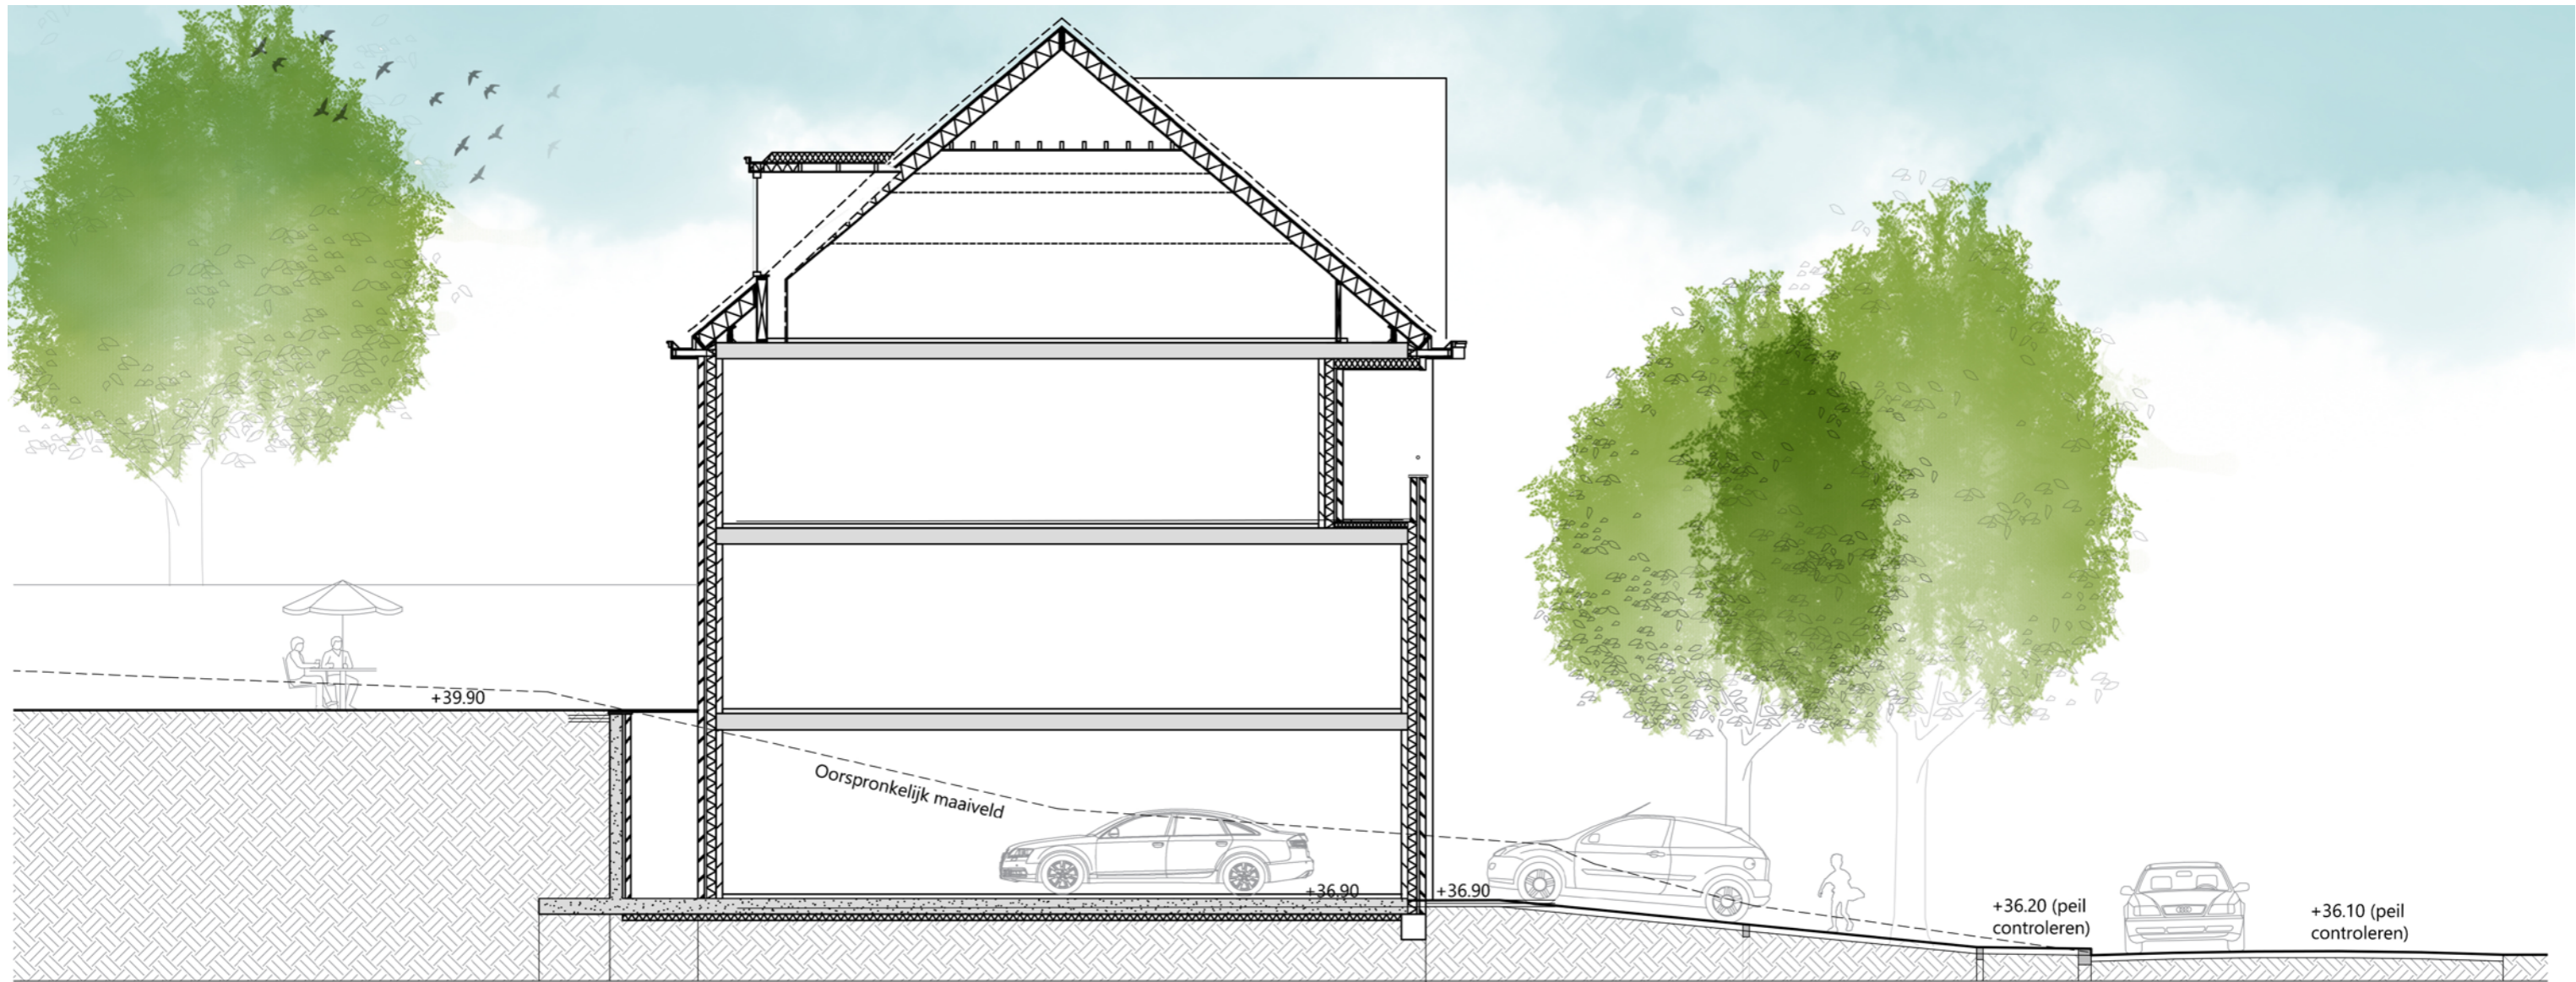 +39.90
Oorspronkelijk maaiveld
+36.90
+36.90
+36.20 (peil
controleren)
+36.10 (peil
controleren)